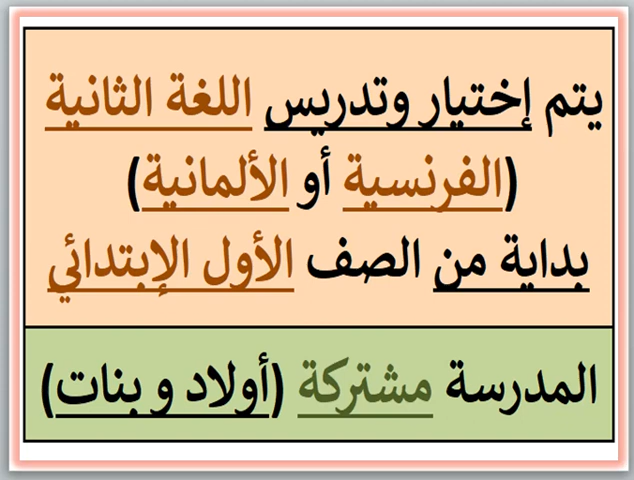 يتم إختيار وتدريس اللغة الثانية
(الفرنسية أو الألمانية)
بداية من الصف الأول الإبتدائي
المدرسة مشتركة (أولاد و بنات)